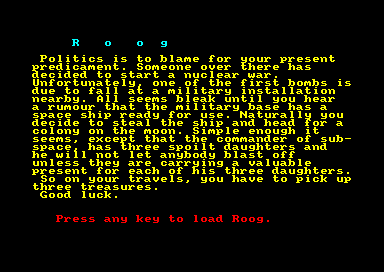 R o o g
Politics is to blame for your present
predicament. Someone over there has
decided to start a nuclear war.
Unfortunately, one of the first bombs is
due to fall at a military installation
nearby. All seems bleak until you hear
a rumour that the military base has a
space ship ready for use. Naturally you
decide to steal the ship and head for a
colony on the moon. Simple enough it
seems, except that the commander of sub-
space, has three spoilt daughters and
he will not let anybody blast off
unless they are carrying a valuable
present for each of his three daughters.
So on your travels, you have to pick up
three treasures.
Good luck.
Press any key to load Roog.